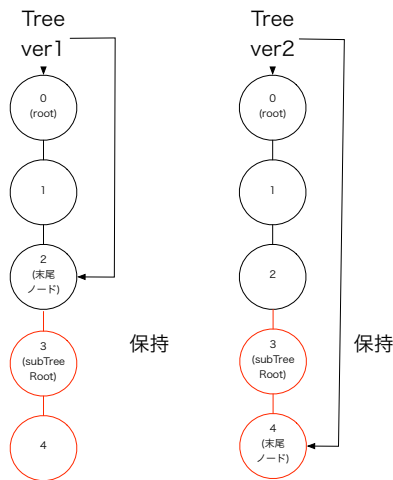 Tree
ver1
0
(root)
1
2
(末尾
ノード)
3
(subTree
Root)
4
保持
Tree
ver2
0
(root)
1
2
3
(subTree
Root)
4
(末尾
ノード)
保持